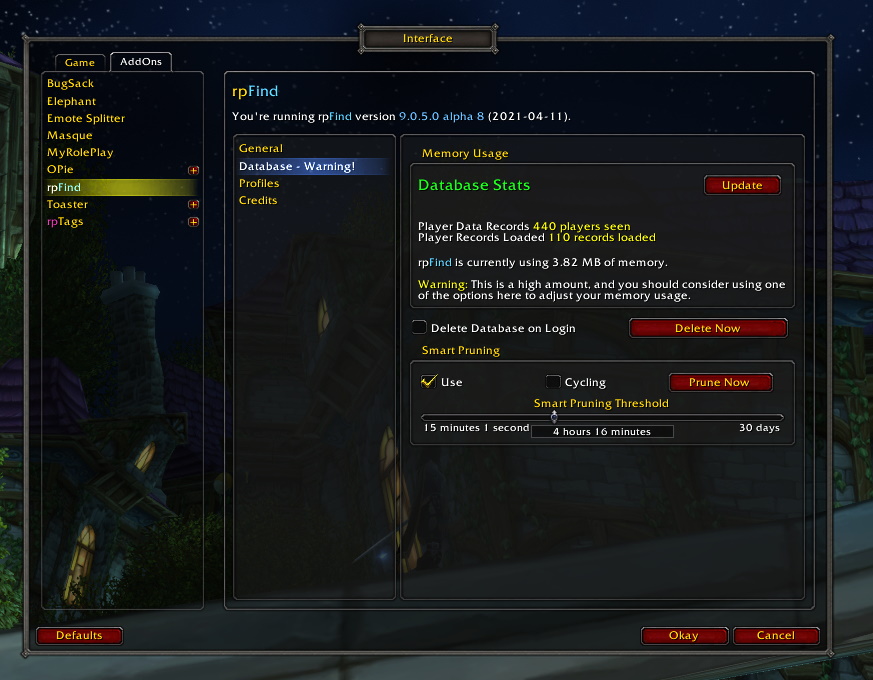 Interface
Game
AddOns
BugSack
Elephant
Emote Splitter
Masque
MyRolePlay
OPie
rpFind
Toaster
rpTags
rpFind
You're running rpFind version 9.0.5.0 alpha 8 (2021-04-11).
General
Database - Warning!
Profiles
Credits
Memory Usage
Database Stats
Update
Player Data Records 440 players seen
Player Records Loaded 110 records loaded
rpFind is currently using 3.82 MB of memory.
Warning: This is a high amount, and you should consider using one
of the options here to adjust your memory usage.
Delete Database on Login
Delete Now
Smart Pruning
Use
Cycling
Prune Now
Smart Pruning Threshold
15 minutes 1 second
4 hours 16 minutes
30 days
Defaults
Okay
Cancel